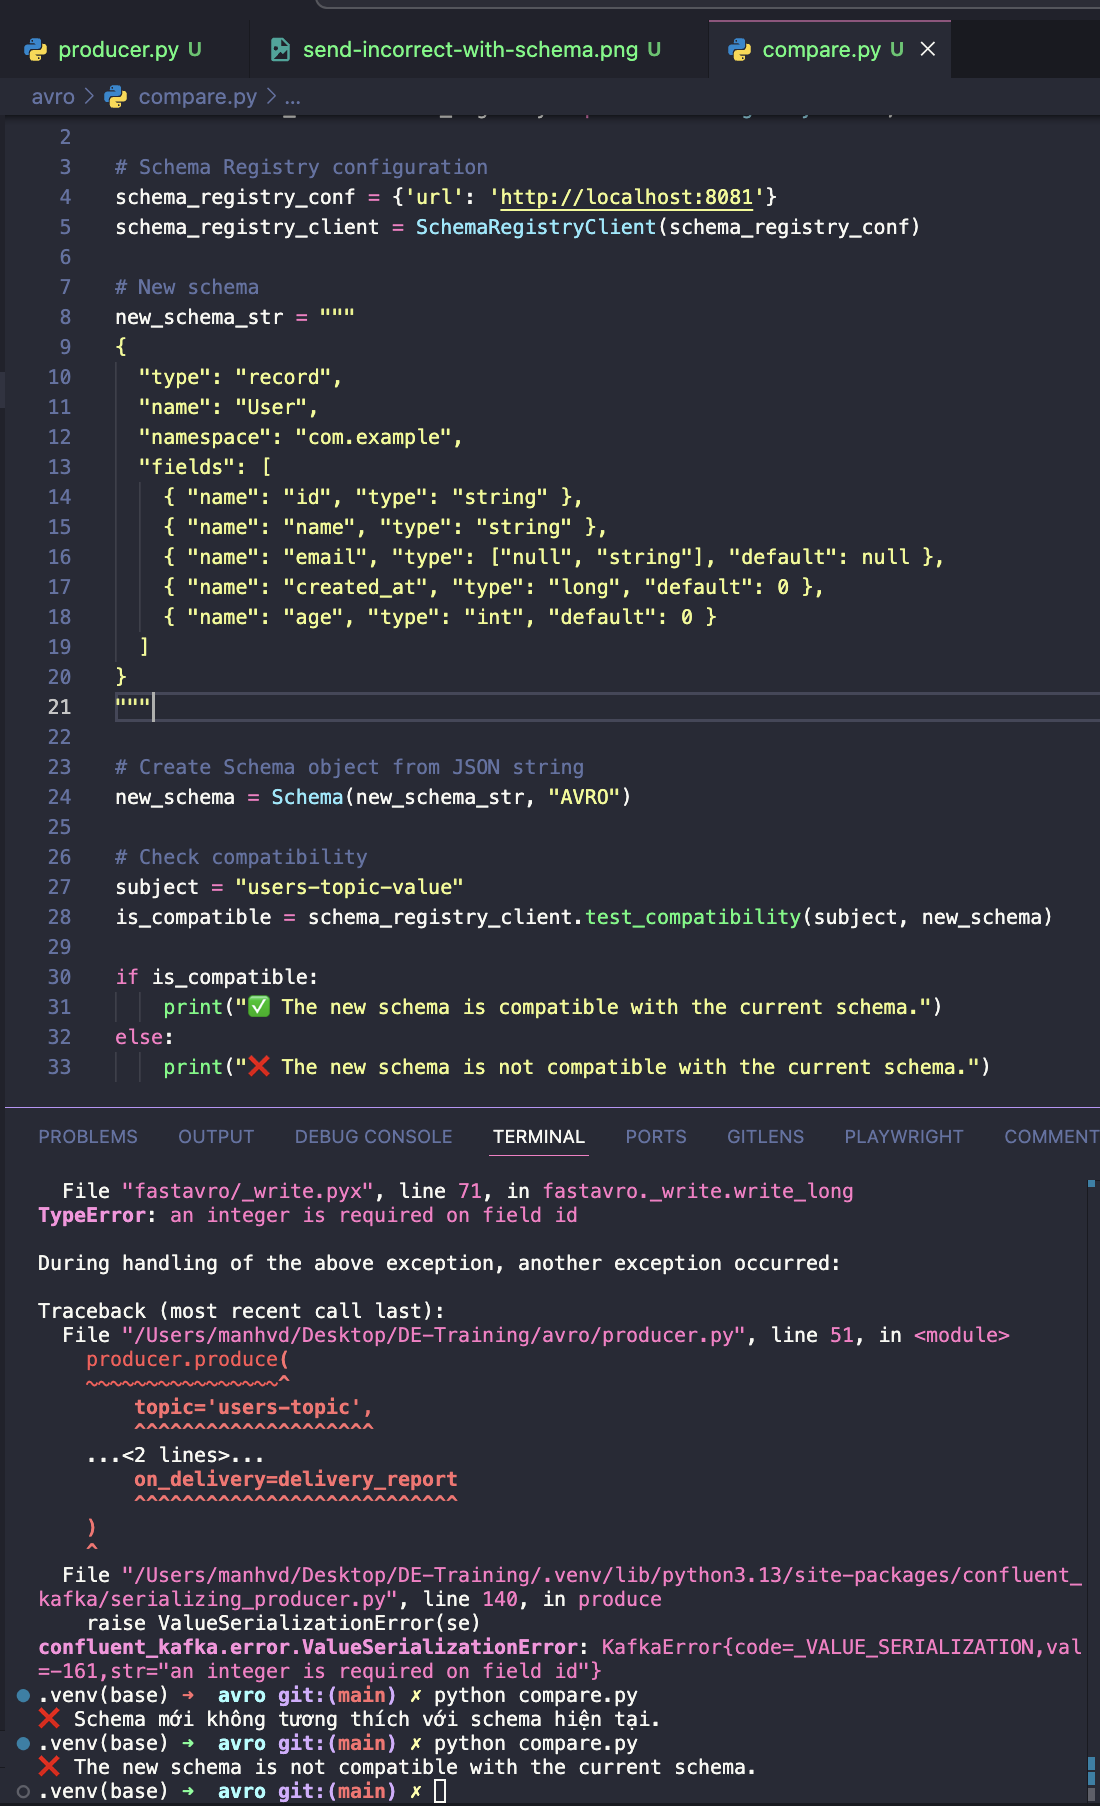 producer.py U
send-incorrect-with-schema.png U
compare.py U
avro > compare.py > ...
2
3 # Schema Registry configuration
4 schema_registry_conf = {'url': 'http://localhost:8081'}
5 schema_registry_client = SchemaRegistryClient(schema_registry_conf)
6
7 # New schema
8 new_schema_str = """
9 {
10 "type": "record",
11 "name": "User",
12 "namespace": "com.example",
13 "fields": [
14 { "name": "id", "type": "string" },
15 { "name": "name", "type": "string" },
16 { "name": "email", "type": ["null", "string"], "default": null },
17 { "name": "created_at", "type": "long", "default": 0 },
18 { "name": "age", "type": "int", "default": 0 }
19 ]
20 }
21 """
22
23 # Create Schema object from JSON string
24 new_schema = Schema(new_schema_str, "AVRO")
25
26 # Check compatibility
27 subject = "users-topic-value"
28 is_compatible = schema_registry_client.test_compatibility(subject, new_schema)
29
30 if is_compatible:
31 print("✅ The new schema is compatible with the current schema.")
32 else:
33 print("❌ The new schema is not compatible with the current schema.")
PROBLEMS OUTPUT DEBUG CONSOLE TERMINAL PORTS GITLENS PLAYWRIGHT COMMENT
File "fastavro/_write.pyx", line 71, in fastavro._write.write_long
TypeError: an integer is required on field id
During handling of the above exception, another exception occurred:
Traceback (most recent call last):
File "/Users/manhvd/Desktop/DE-Training/avro/producer.py", line 51, in <module>
producer.produce(
~~~~~~~~~~~~~~~~^
topic='users-topic',
^^^^^^^^^^^^^^^^^^^^
...<2 lines>...
on_delivery=delivery_report
^^^^^^^^^^^^^^^^^^^^^^^^^^^
)
^
File "/Users/manhvd/Desktop/DE-Training/.venv/lib/python3.13/site-packages/confluent_
kafka/serializing_producer.py", line 140, in produce
raise ValueSerializationError(se)
confluent_kafka.error.ValueSerializationError: KafkaError{code=_VALUE_SERIALIZATION,val
=-161,str="an integer is required on field id"}
.venv(base) → avro git:(main) ✗ python compare.py
❌ Schema mới không tương thích với schema hiện tại.
.venv(base) → avro git:(main) ✗ python compare.py
❌ The new schema is not compatible with the current schema.
.venv(base) → avro git:(main) ✗